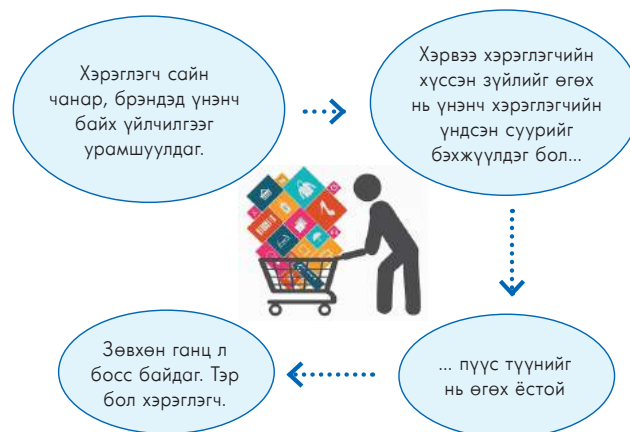 Хэрэглэгч сайн
чанар, брэндэд үнэнч
байх үйлчилгээг
урамшуулдаг.
Хэрвээ хэрэглэгчийн
хүссэн зүйлийг өгөх
нь үнэнч хэрэглэгчийн
үндсэн суурийг
бэхжүүлдэг бол...
... пүүс түүнийг
нь өгөх ёстой
Зөвхөн ганц л
босс байдаг. Тэр
бол хэрэглэгч.